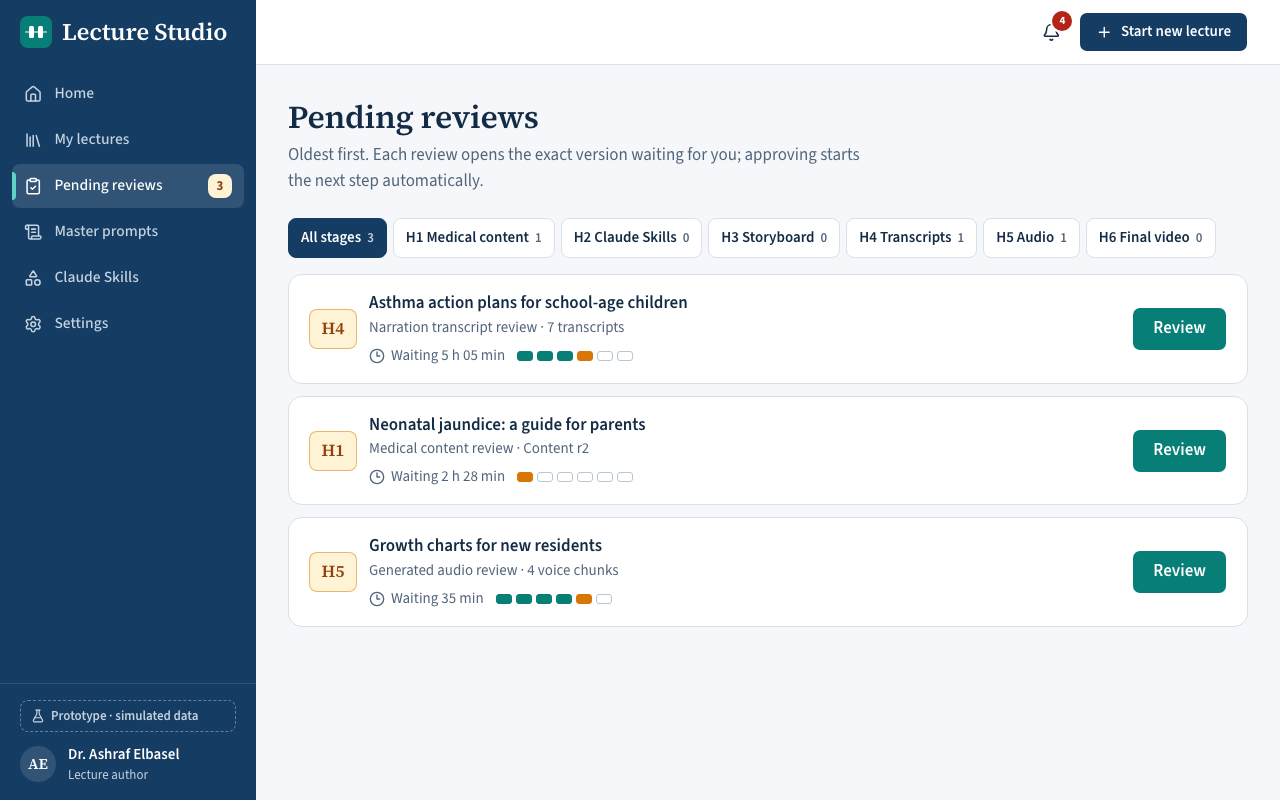 Lecture Studio
Home
My lectures
Pending reviews 3
Master prompts
Claude Skills
Settings
Prototype · simulated data
AE
Dr. Ashraf Elbasel
Lecture author
4
Start new lecture
Pending reviews
Oldest first. Each review opens the exact version waiting for you; approving starts
the next step automatically.
All stages 3 H1 Medical content 1 H2 Claude Skills 0 H3 Storyboard 0 H4 Transcripts 1 H5 Audio 1 H6 Final video 0
H4
Asthma action plans for school-age children
Narration transcript review · 7 transcripts
Waiting 5 h 05 min
Review
H1
Neonatal jaundice: a guide for parents
Medical content review · Content r2
Waiting 2 h 28 min
Review
H5
Growth charts for new residents
Generated audio review · 4 voice chunks
Waiting 35 min
Review